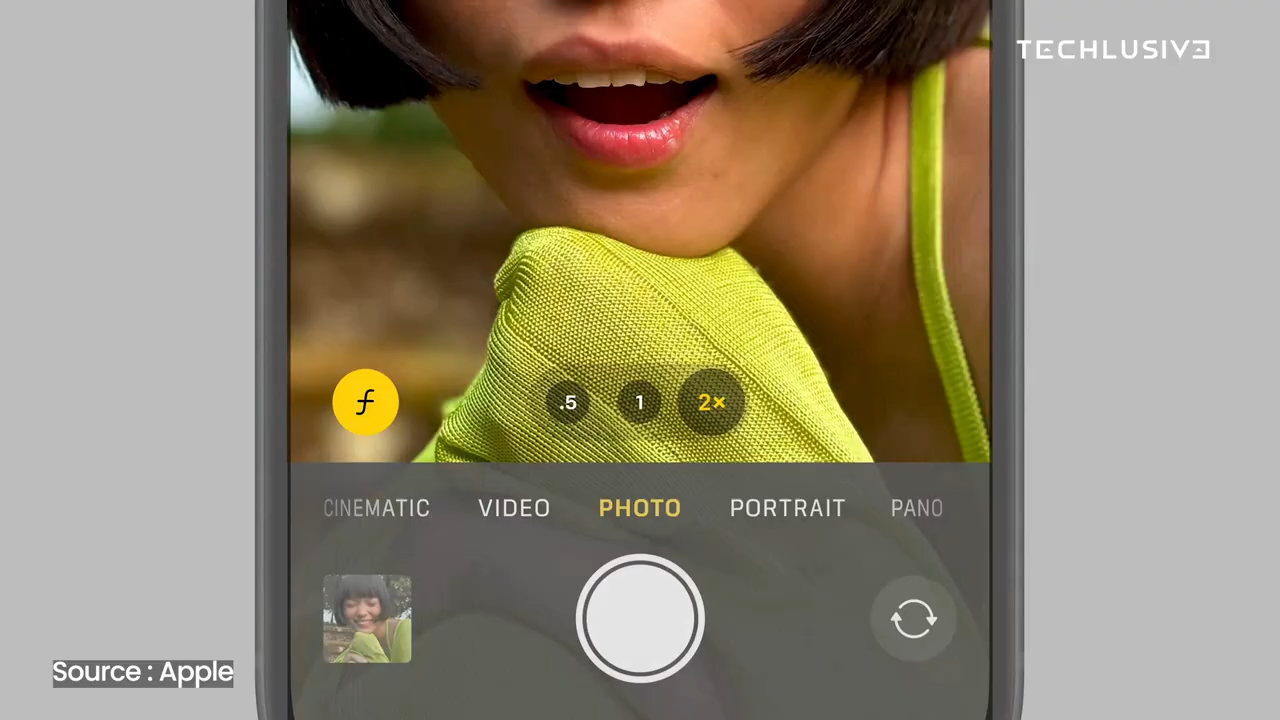 TECHLUSIVE
ƒ
.5 1 2×
CINEMATIC VIDEO PHOTO PORTRAIT PANO
Source : Apple